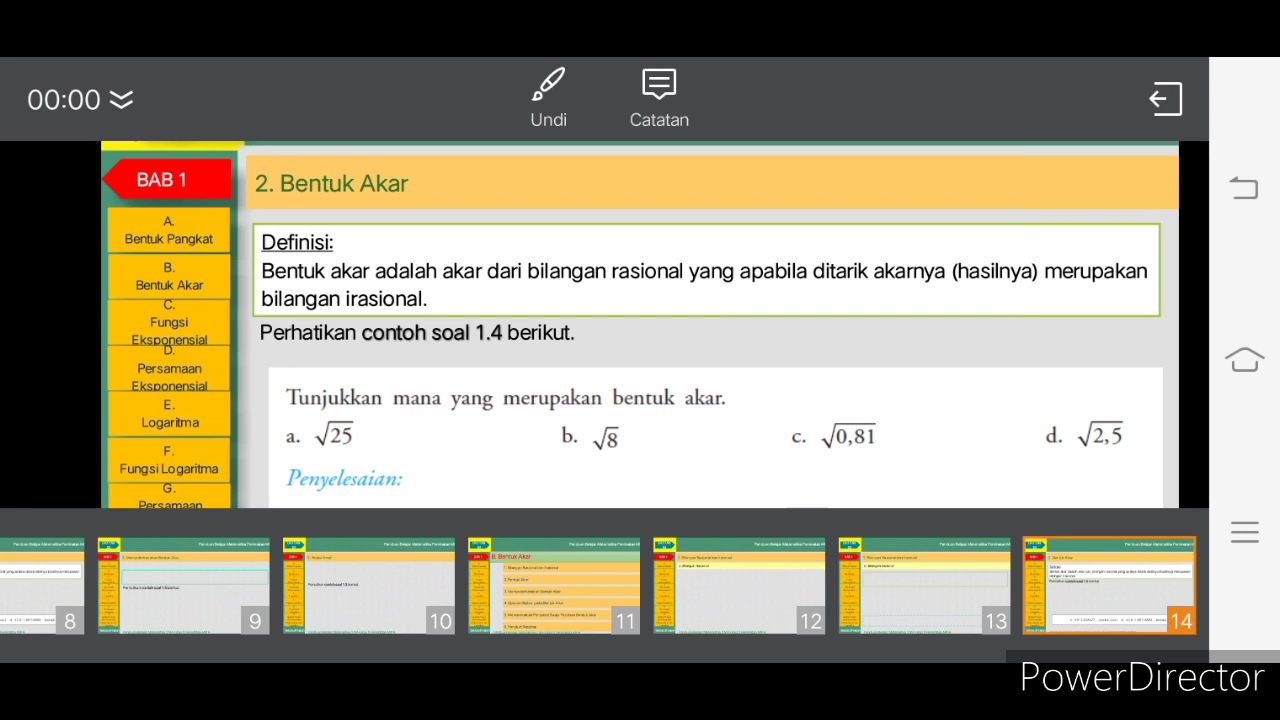 00:00
Undi
Catatan
BAB 1
2. Bentuk Akar
A.
Bentuk Pangkat
B.
Bentuk Akar
C.
Fungsi
Eksponensial
D.
Persamaan
Eksponensial
E.
Logaritma
F.
Fungsi Logaritma
G.
Persamaan
Definisi:
Bentuk akar adalah akar dari bilangan rasional yang apabila ditarik akarnya (hasilnya) merupakan
bilangan irasional.
Perhatikan contoh soal 1.4 berikut.
Tunjukkan mana yang merupakan bentuk akar.
a. √25 b. √8 c. √0,81 d. √2,5
Penyelesaian:
8
9
10
B. Bentuk Akar
11
12
13
14
PowerDirector